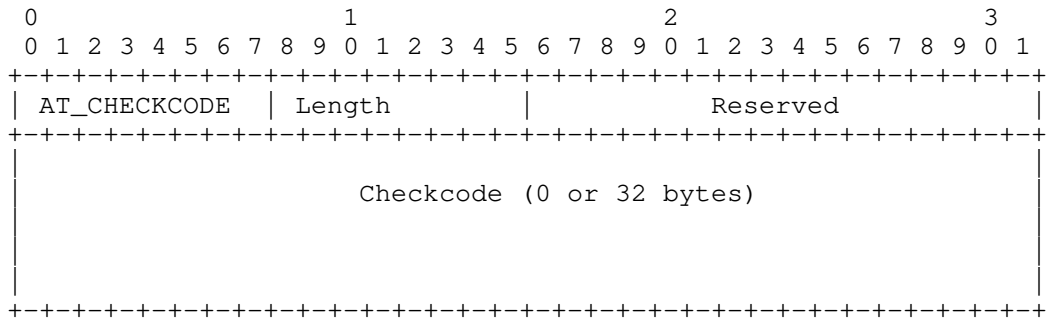 0 1 2 3
0 1 2 3 4 5 6 7 8 9 0 1 2 3 4 5 6 7 8 9 0 1 2 3 4 5 6 7 8 9 0 1
+-+-+-+-+-+-+-+-+-+-+-+-+-+-+-+-+-+-+-+-+-+-+-+-+-+-+-+-+-+-+-+-+
| AT_CHECKCODE | Length | Reserved |
+-+-+-+-+-+-+-+-+-+-+-+-+-+-+-+-+-+-+-+-+-+-+-+-+-+-+-+-+-+-+-+-+
| |
| Checkcode (0 or 32 bytes) |
| |
| |
| |
+-+-+-+-+-+-+-+-+-+-+-+-+-+-+-+-+-+-+-+-+-+-+-+-+-+-+-+-+-+-+-+-+